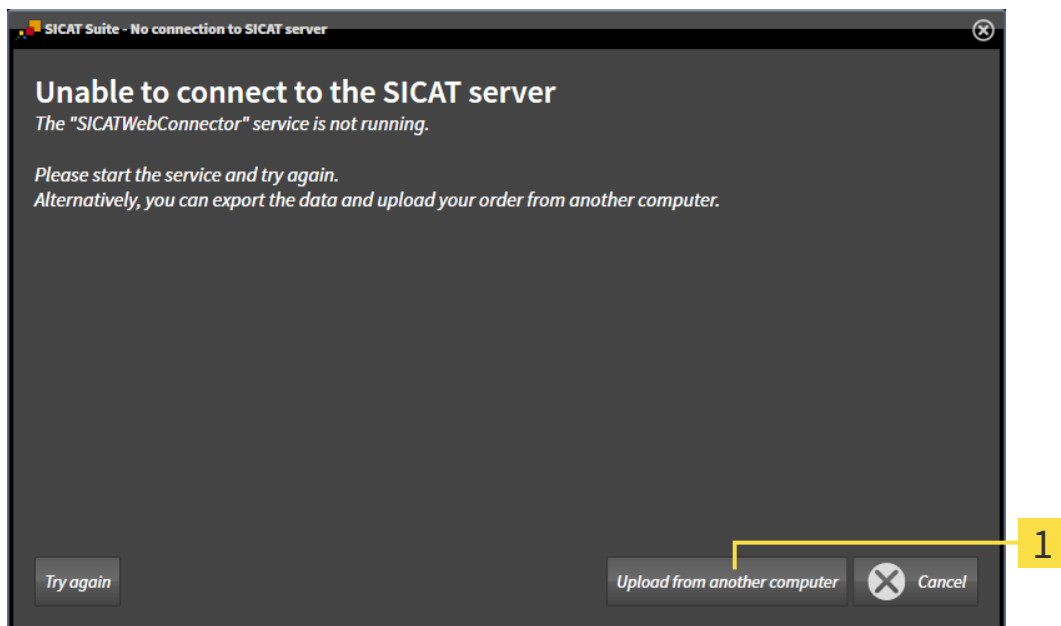 SICAT Suite - No connection to SICAT server
Unable to connect to the SICAT server
The "SICATWebConnector" service is not running.
Please start the service and try again.
Alternatively, you can export the data and upload your order from another computer.
1
Try again
Upload from another computer
Cancel